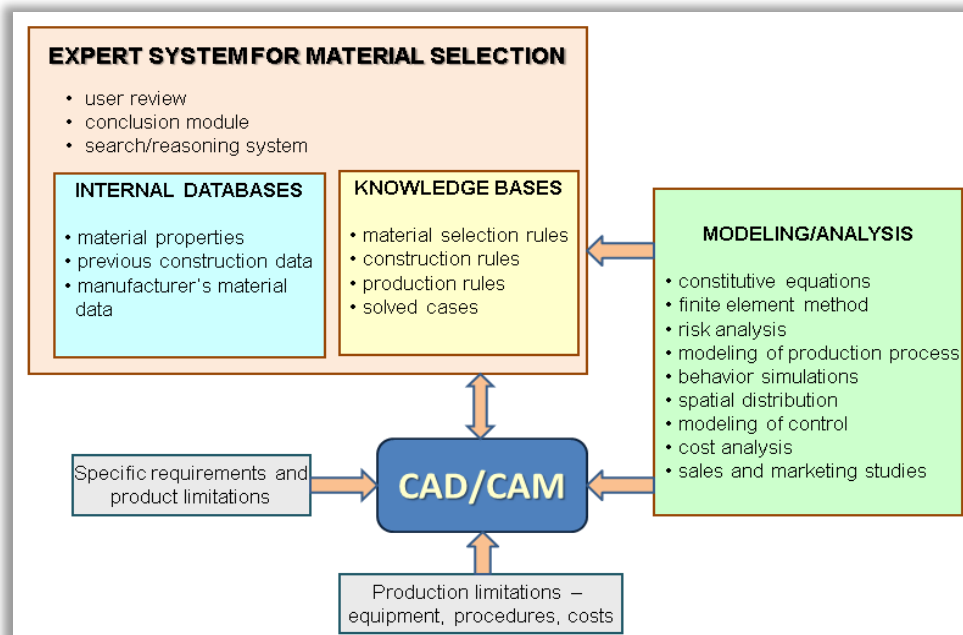 EXPERT SYSTEM FOR MATERIAL SELECTION
• user review
• conclusion module
• search/reasoning system
INTERNAL DATABASES
• material properties
• previous construction data
• manufacturer's material
data
KNOWLEDGE BASES
• material selection rules
• construction rules
• production rules
• solved cases
MODELING/ANALYSIS
• constitutive equations
• finite element method
• risk analysis
• modeling of production process
• behavior simulations
• spatial distribution
• modeling of control
• cost analysis
• sales and marketing studies
Specific requirements and
product limitations
CAD/CAM
Production limitations –
equipment, procedures, costs